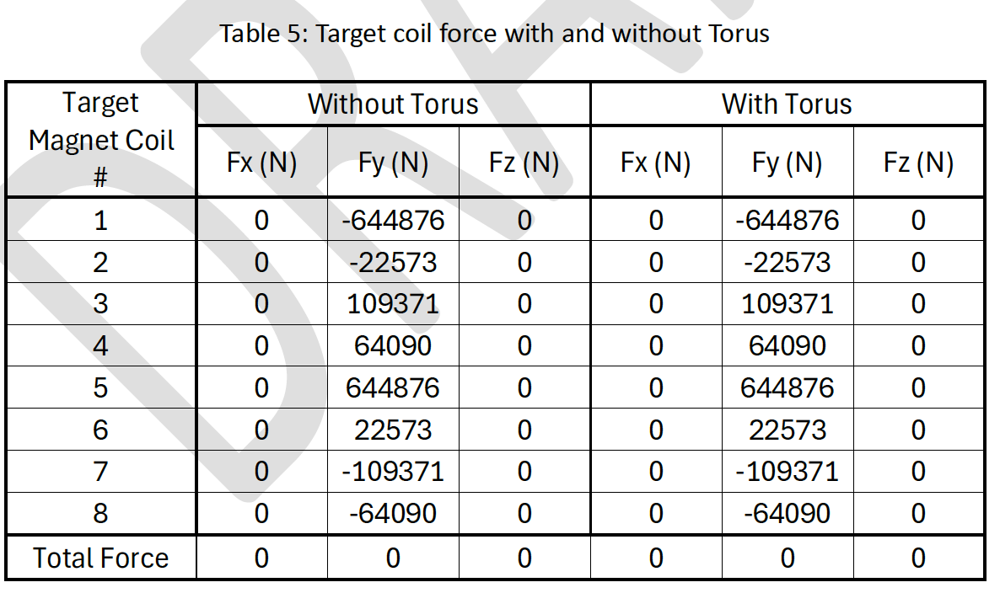 Table 5: Target coil force with and without Torus
Target Magnet Coil # Without Torus With Torus
Fx (N) Fy (N) Fz (N) Fx (N) Fy (N) Fz (N)
1 0 -644876 0 0 -644876 0
2 0 -22573 0 0 -22573 0
3 0 109371 0 0 109371 0
4 0 64090 0 0 64090 0
5 0 644876 0 0 644876 0
6 0 22573 0 0 22573 0
7 0 -109371 0 0 -109371 0
8 0 -64090 0 0 -64090 0
Total Force 0 0 0 0 0 0